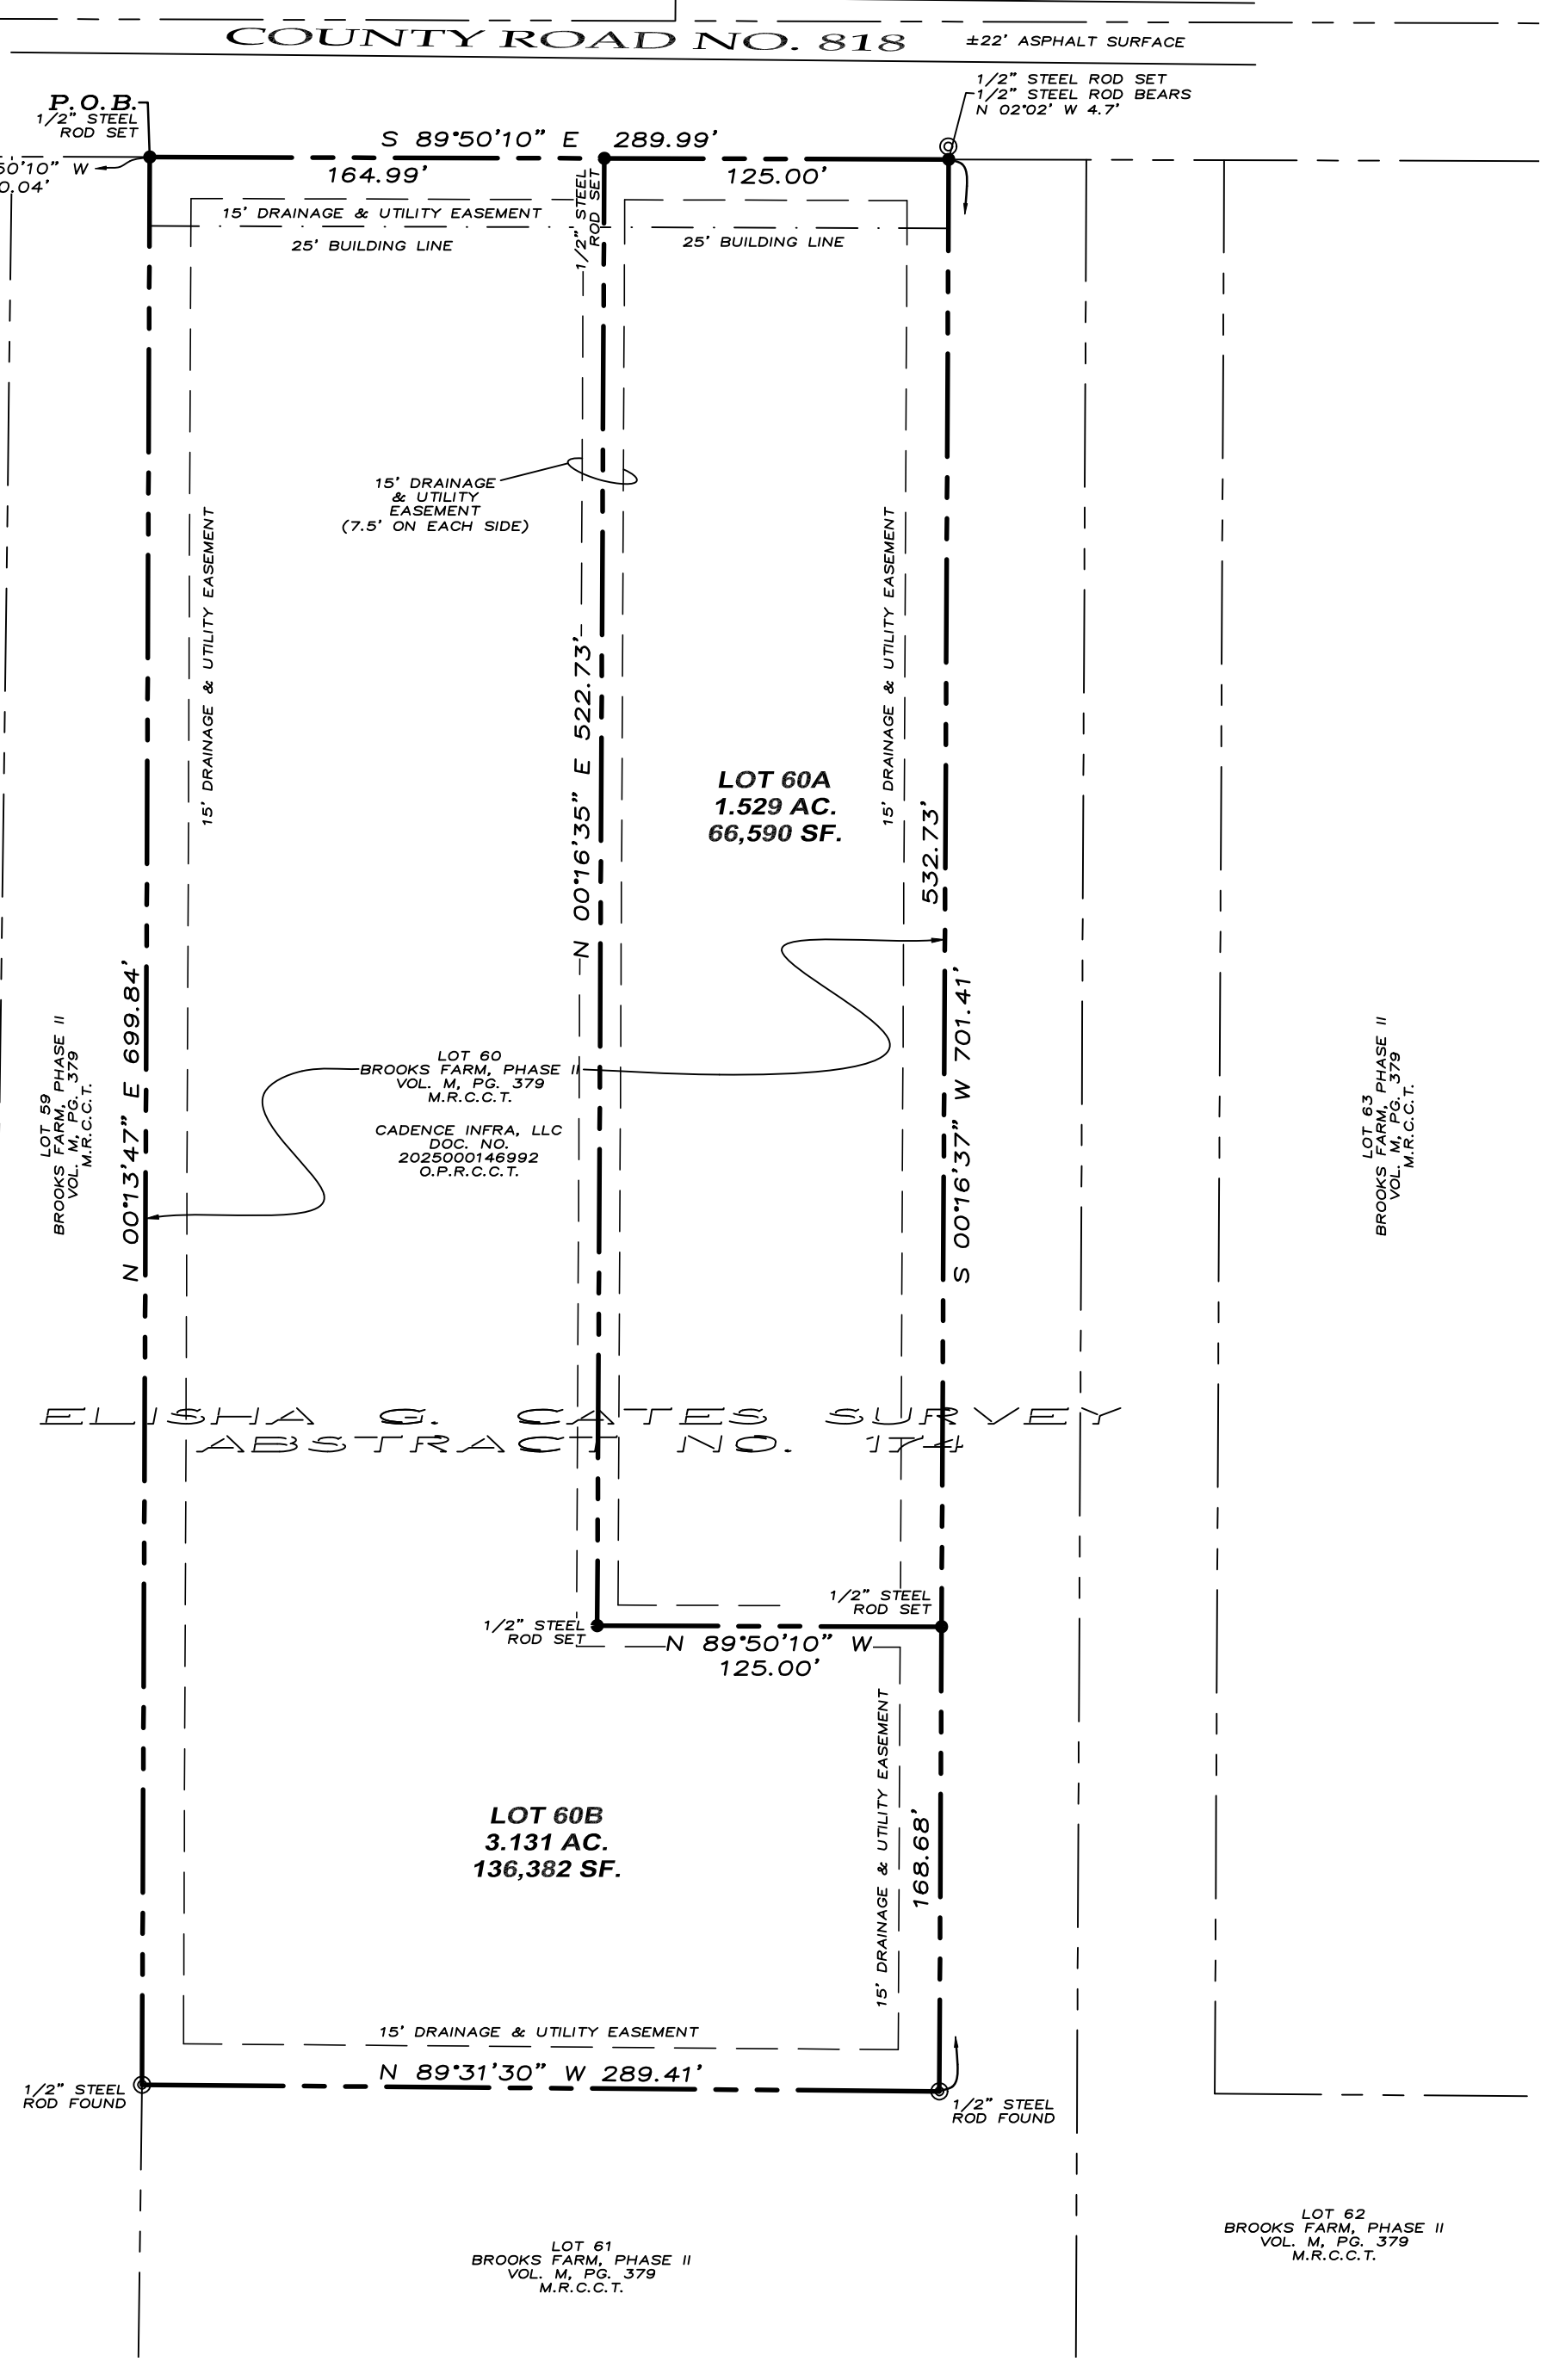 COUNTY ROAD NO. 818
±22' ASPHALT SURFACE
P.O.B.
1/2" STEEL
ROD SET
1/2" STEEL ROD SET
1/2" STEEL ROD BEARS
N 02°02' W 4.7'
S 89°50'10" E 289.99'
50'10" W
0.04'
164.99'
125.00'
1/2" STEEL
ROD SET
15' DRAINAGE & UTILITY EASEMENT
25' BUILDING LINE
25' BUILDING LINE
15' DRAINAGE
& UTILITY
EASEMENT
(7.5' ON EACH SIDE)
15' DRAINAGE & UTILITY EASEMENT
15' DRAINAGE & UTILITY EASEMENT
N 00°16'35" E 522.73'
LOT 60A
1.529 AC.
66,590 SF.
532.73'
N 00°13'47" E 699.84'
S 00°16'37" W 701.41'
LOT 59
BROOKS FARM, PHASE II
VOL. M, PG. 379
M.R.C.C.T.
LOT 60
BROOKS FARM, PHASE II
VOL. M, PG. 379
M.R.C.C.T.
CADENCE INFRA, LLC
DOC. NO.
2025000146992
O.P.R.C.C.T.
LOT 63
BROOKS FARM, PHASE II
VOL. M, PG. 379
M.R.C.C.T.
ELISHA G. CATES SURVEY
ABSTRACT NO. 174
1/2" STEEL
ROD SET
1/2" STEEL
ROD SET
N 89°50'10" W
125.00'
15' DRAINAGE & UTILITY EASEMENT
168.68'
LOT 60B
3.131 AC.
136,382 SF.
15' DRAINAGE & UTILITY EASEMENT
N 89°31'30" W 289.41'
1/2" STEEL
ROD FOUND
1/2" STEEL
ROD FOUND
LOT 61
BROOKS FARM, PHASE II
VOL. M, PG. 379
M.R.C.C.T.
LOT 62
BROOKS FARM, PHASE II
VOL. M, PG. 379
M.R.C.C.T.